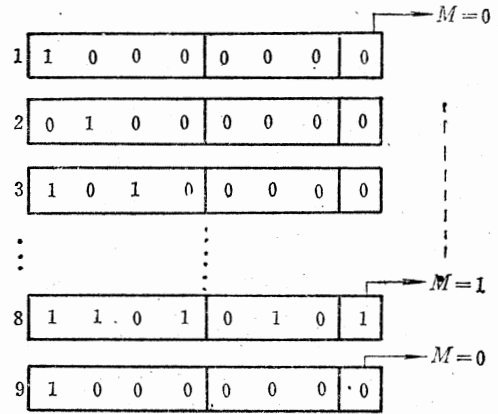 M=0
1 1 0 0 0 0 0 0 0
2 0 1 0 0 0 0 0 0
3 1 0 1 0 0 0 0 0
⋮ ⋮
M=1
8 1 1 0 1 0 1 0 1
M=0
9 1 0 0 0 0 0 0 0